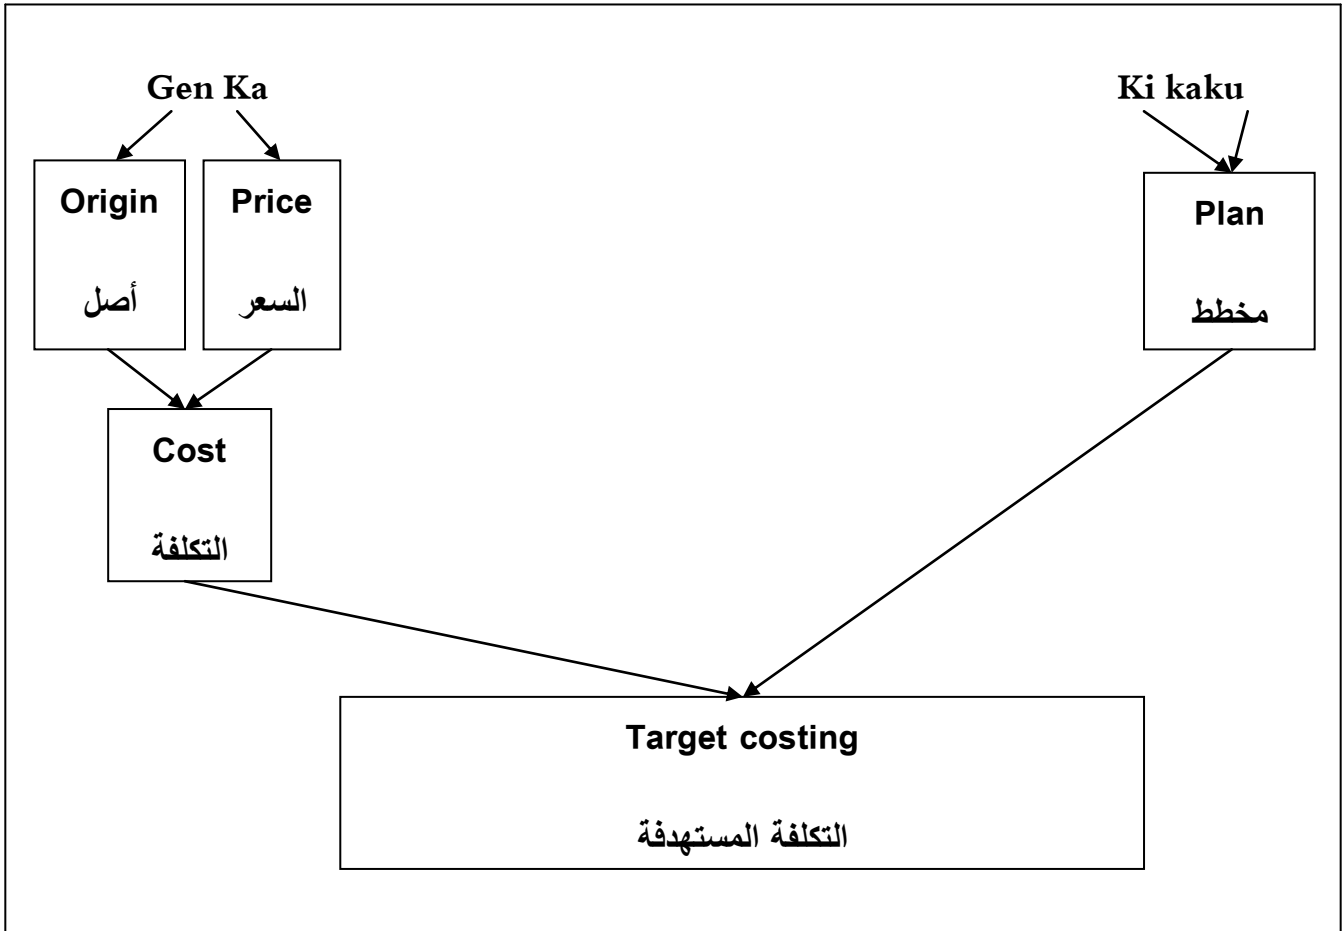 Gen Ka
Ki kaku
Origin
أصل
Price
السعر
Plan
مخطط
Cost
التكلفة
Target costing
التكلفة المستهدفة